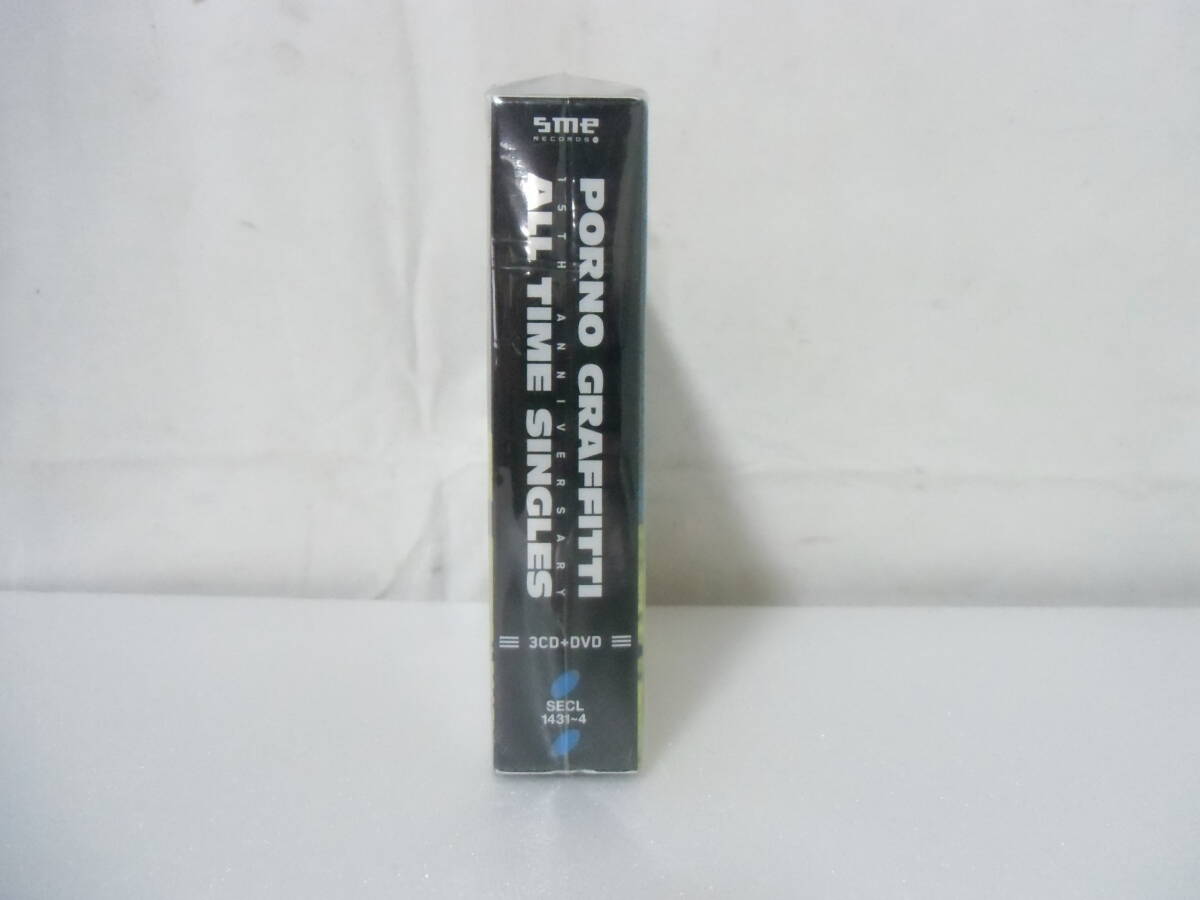 sme
RECORDS
PORNO GRAFFITTI
15TH ANNIVERSARY
ALL TIME SINGLES
3CD+DVD
SECL
1431~4